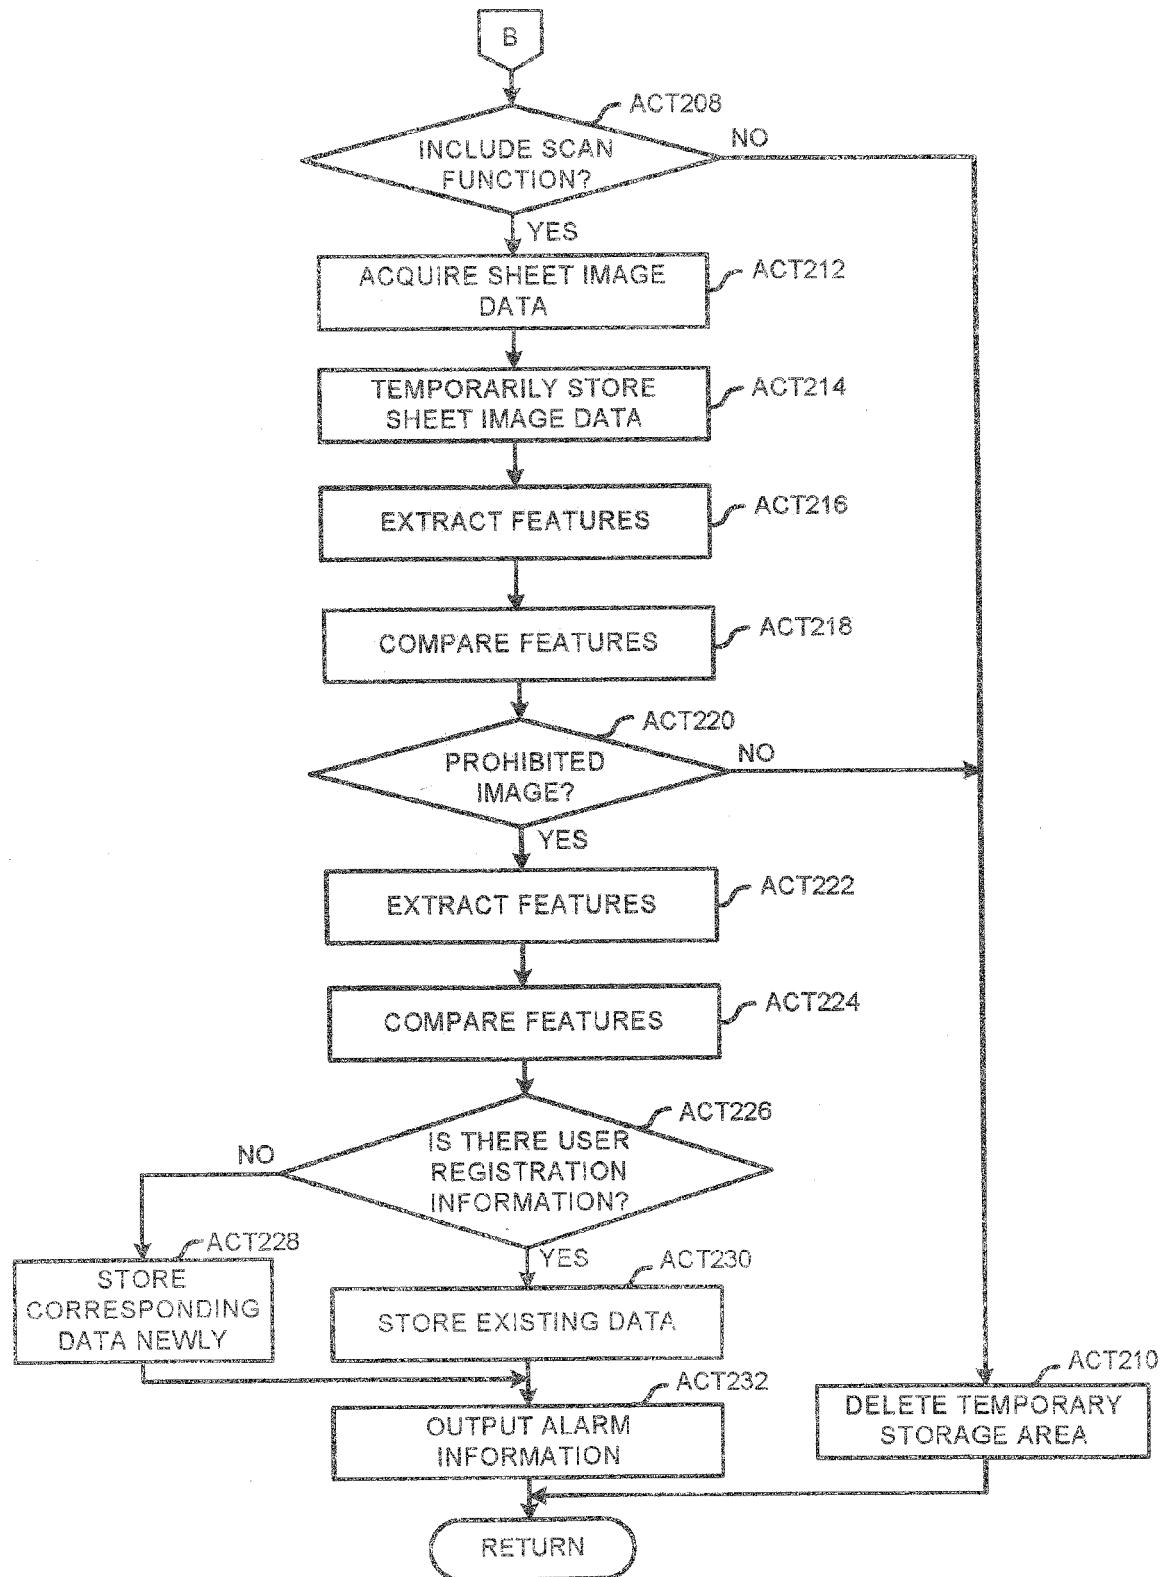 B
ACT208
INCLUDE SCAN
FUNCTION?
NO
YES
ACQUIRE SHEET IMAGE
DATA
ACT212
TEMPORARILY STORE
SHEET IMAGE DATA
ACT214
EXTRACT FEATURES
ACT216
COMPARE FEATURES
ACT218
ACT220
PROHIBITED
IMAGE?
NO
YES
EXTRACT FEATURES
ACT222
COMPARE FEATURES
ACT224
ACT226
IS THERE USER
REGISTRATION
INFORMATION?
NO
YES
ACT228
STORE
CORRESPONDING
DATA NEWLY
ACT230
STORE EXISTING DATA
ACT232
OUTPUT ALARM
INFORMATION
ACT210
DELETE TEMPORARY
STORAGE AREA
RETURN